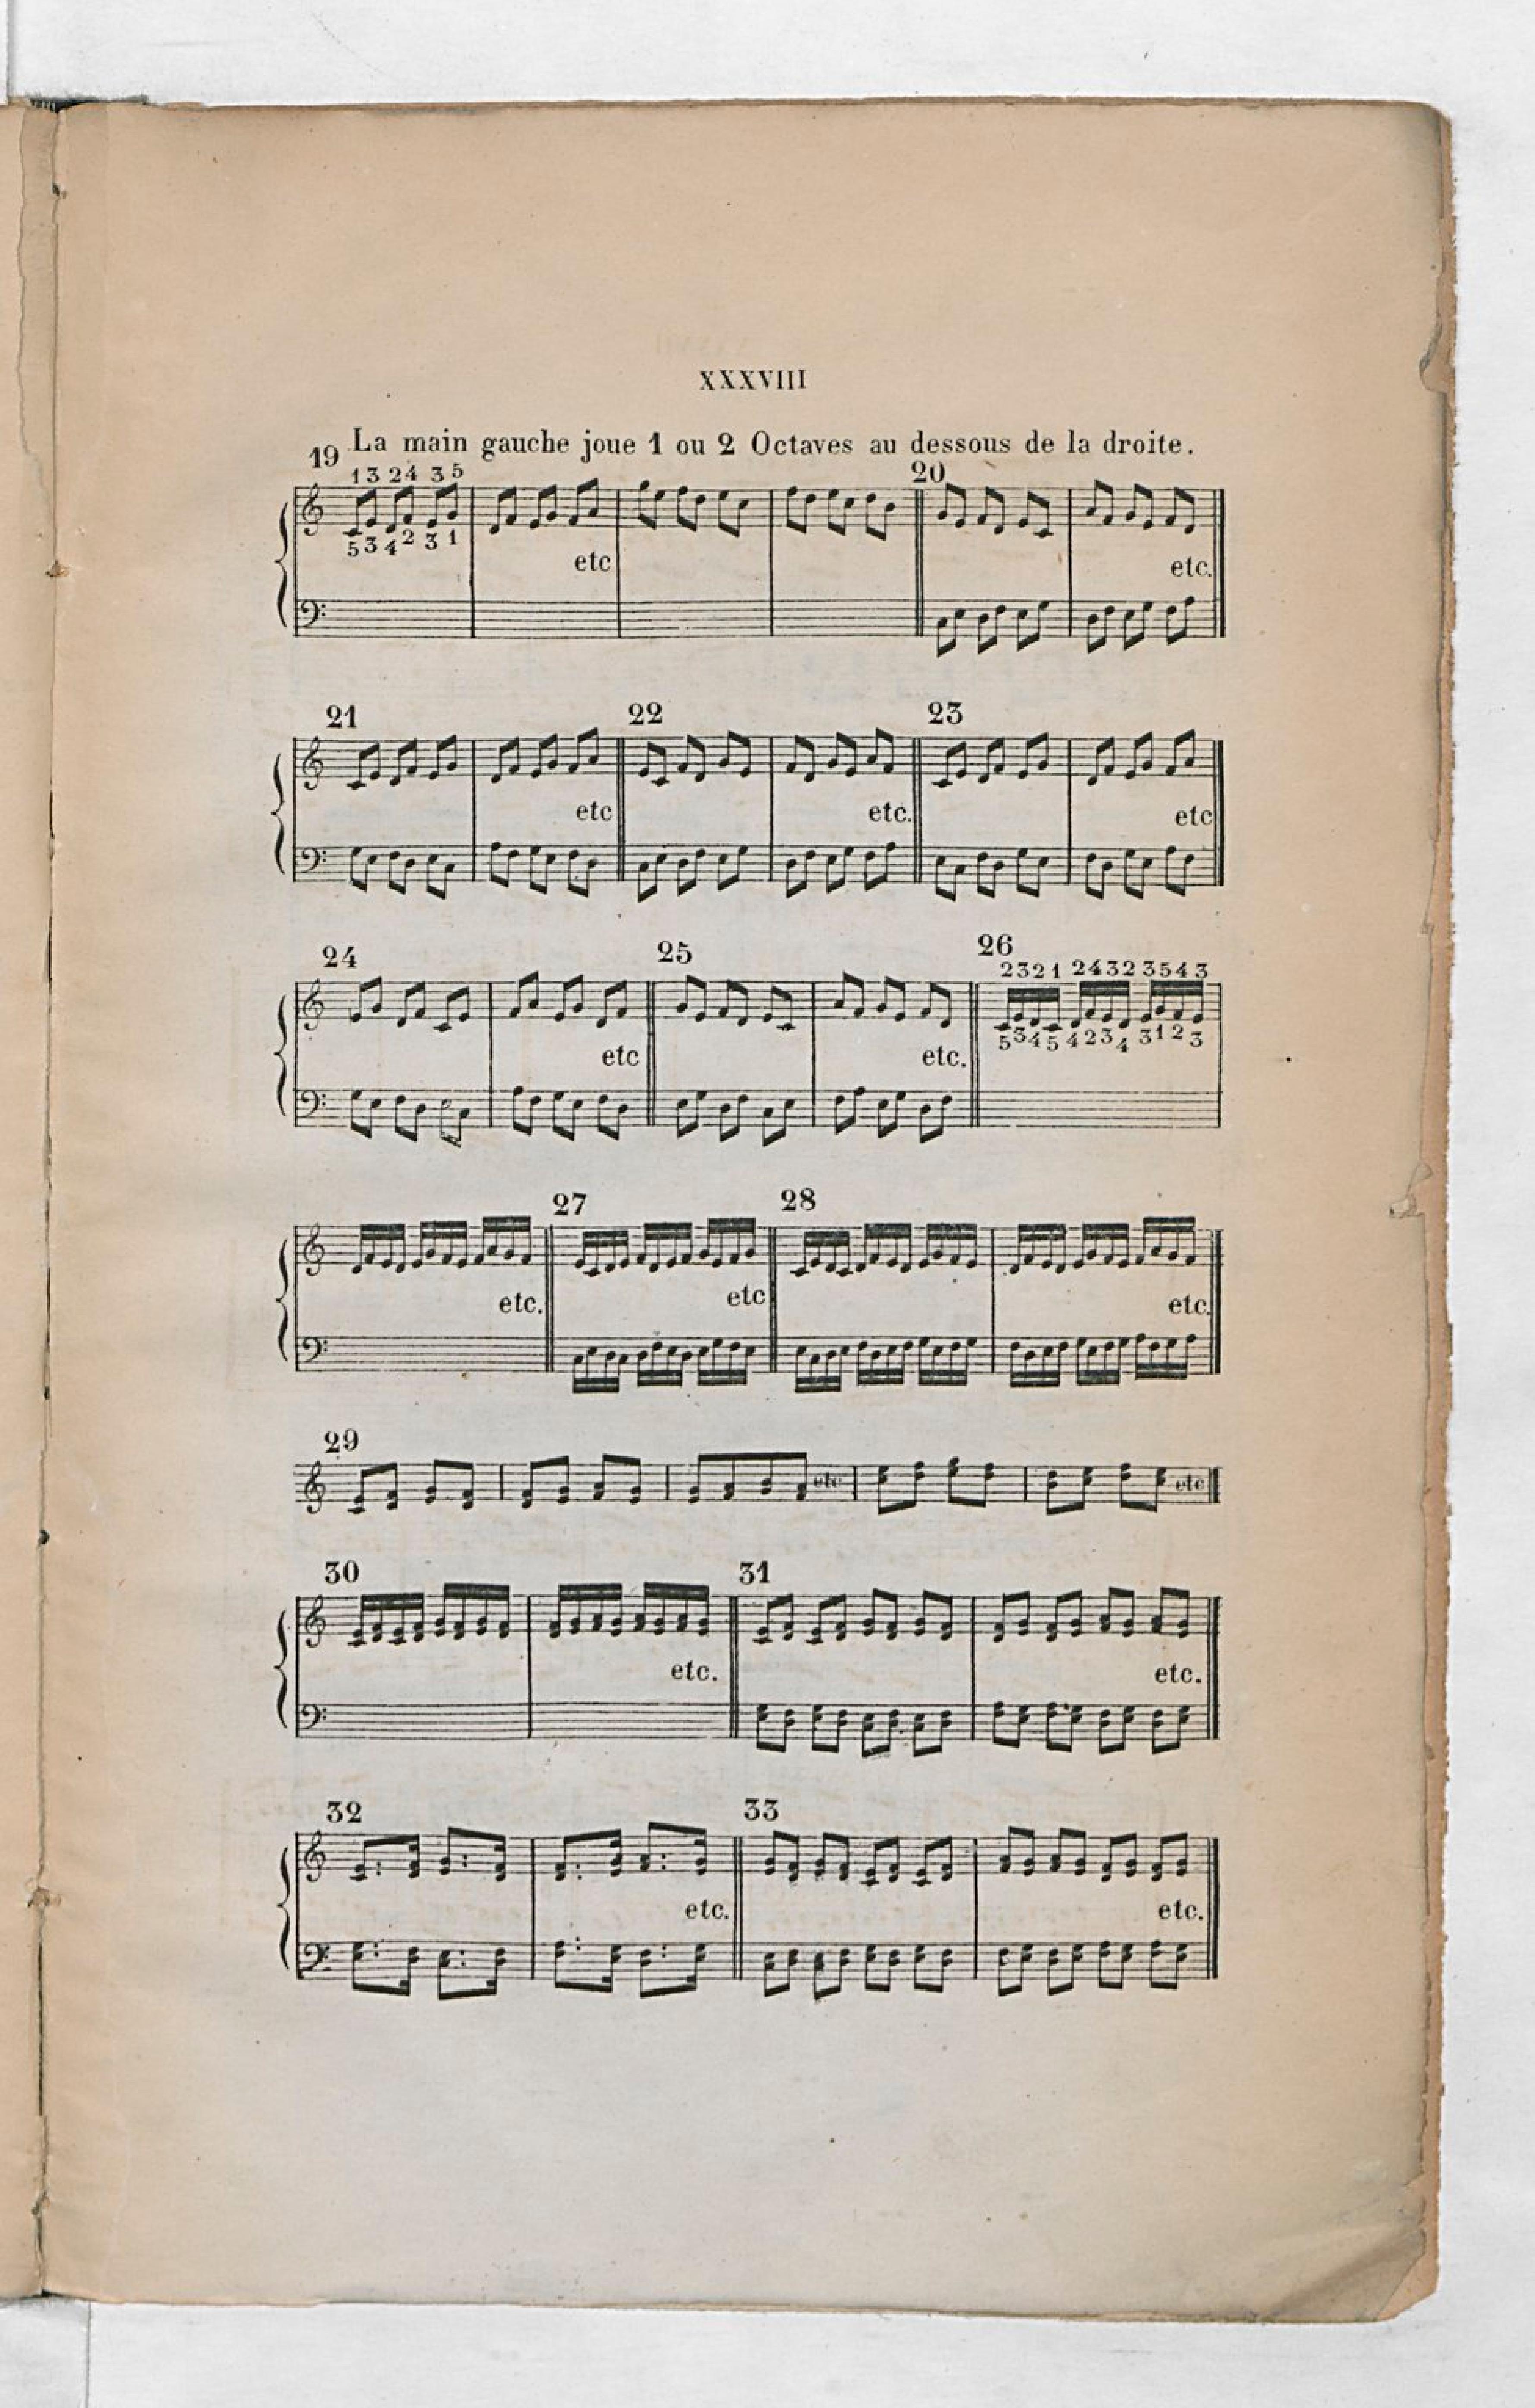 XXXVIII
La main gauche joue 1 ou 2 Octaves au dessous de la droite.
19 20
1 3 2 4 3 5
5 3 4 2 3 1
etc etc.
21 22 23
etc etc. etc
24 25 26
2 3 2 1 2 4 3 2 3 5 4 3
5 3 4 5 4 2 3 4 3 1 2 3
etc etc.
27 28
etc. etc etc.
29
etc etc
30 31
etc. etc.
32 33
etc. etc.